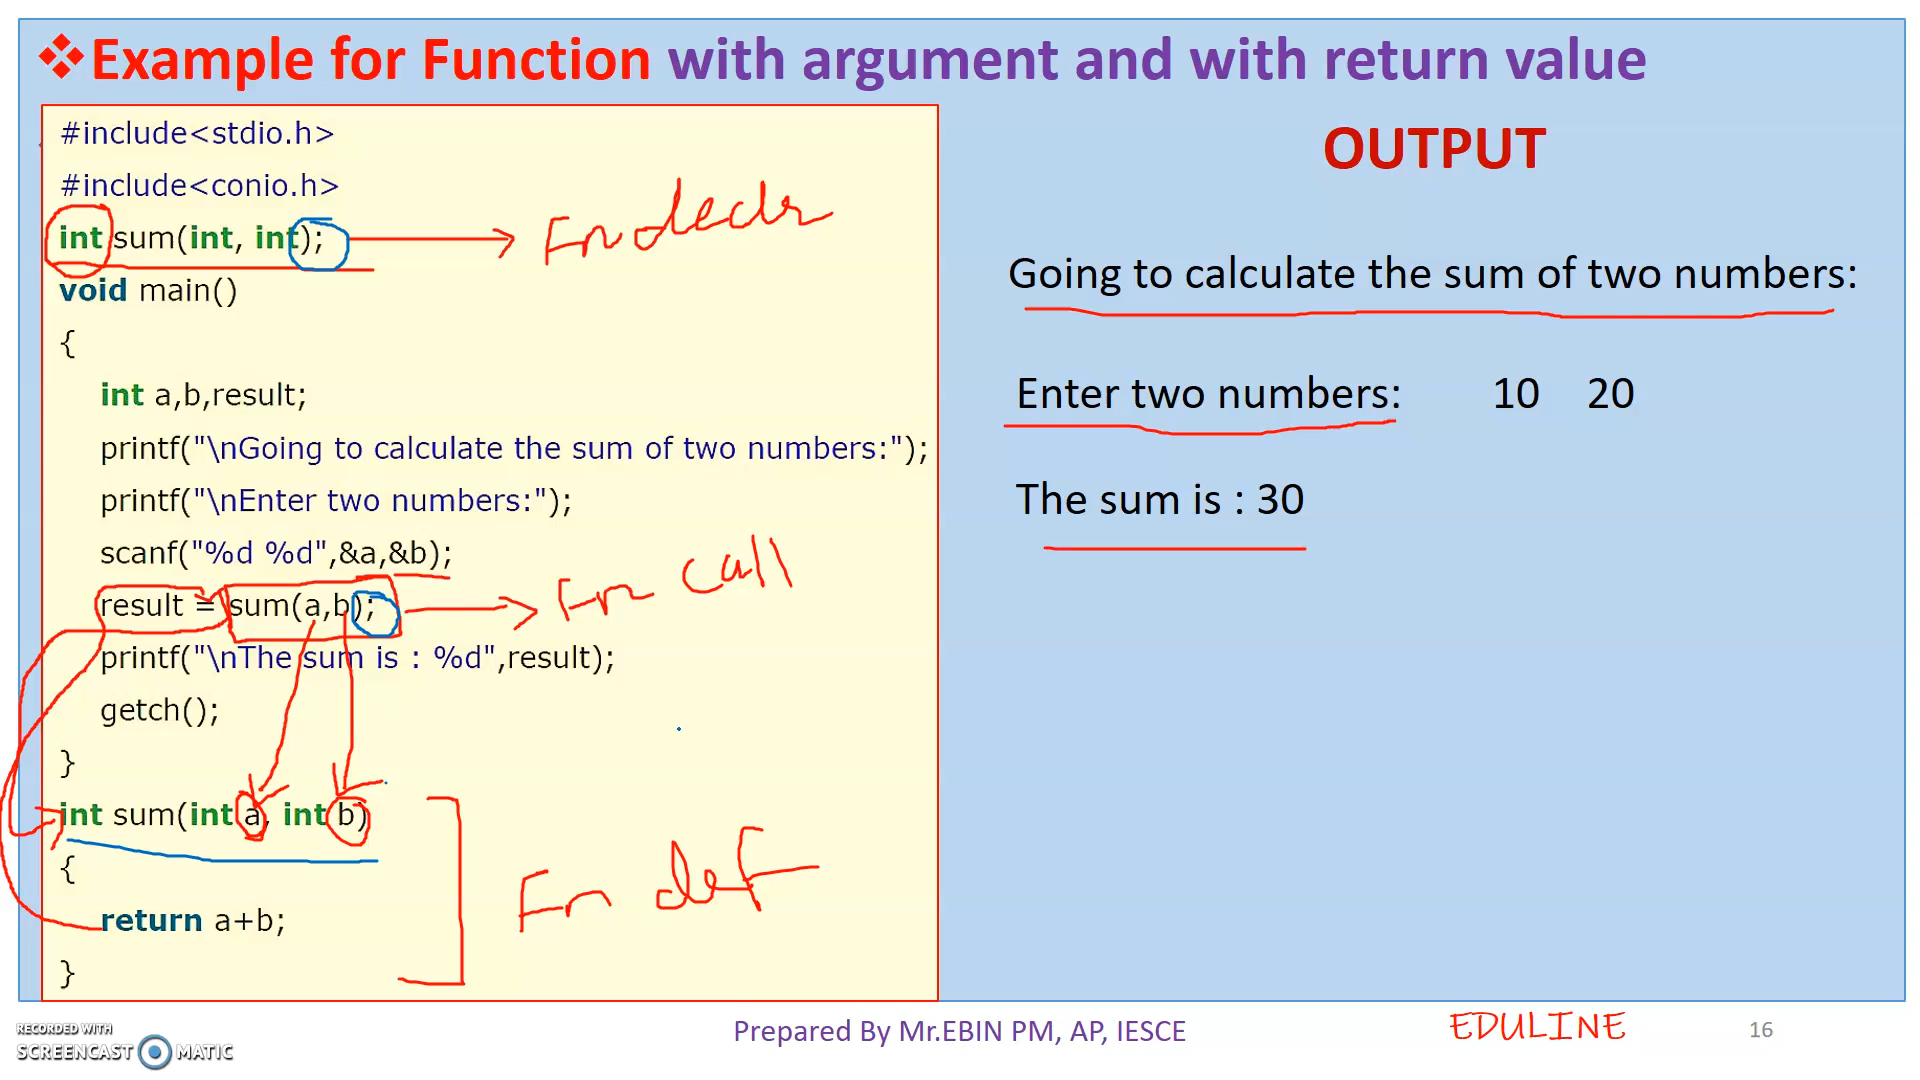 ❖Example for Function with argument and with return value
#include<stdio.h>
#include<conio.h>
int sum(int, int);
Fn declr
void main()
{
int a,b,result;
printf("\nGoing to calculate the sum of two numbers:");
printf("\nEnter two numbers:");
scanf("%d %d",&a,&b);
result = sum(a,b);
Fn call
printf("\nThe sum is : %d",result);
getch();
}
int sum(int a, int b)
{
return a+b;
}
Fn def
OUTPUT
Going to calculate the sum of two numbers:
Enter two numbers: 10 20
The sum is : 30
RECORDED WITH
SCREENCAST MATIC
Prepared By Mr.EBIN PM, AP, IESCE
EDULINE
16